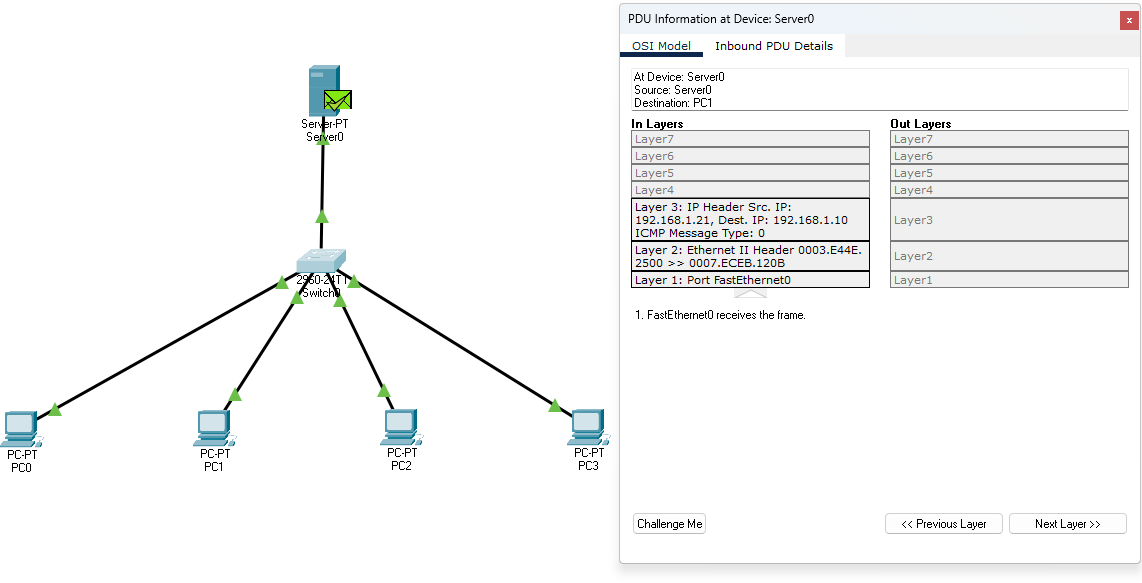 Server-PT
Server0
2960-24TT
Switch0
PC-PT
PC0
PC-PT
PC1
PC-PT
PC2
PC-PT
PC3
PDU Information at Device: Server0
x
OSI Model
Inbound PDU Details
At Device: Server0
Source: Server0
Destination: PC1
In Layers
Layer7
Layer6
Layer5
Layer4
Layer 3: IP Header Src. IP:
192.168.1.21, Dest. IP: 192.168.1.10
ICMP Message Type: 0
Layer 2: Ethernet II Header 0003.E44E.
2500 >> 0007.ECEB.120B
Layer 1: Port FastEthernet0
Out Layers
Layer7
Layer6
Layer5
Layer4
Layer3
Layer2
Layer1
1. FastEthernet0 receives the frame.
Challenge Me
<< Previous Layer
Next Layer >>